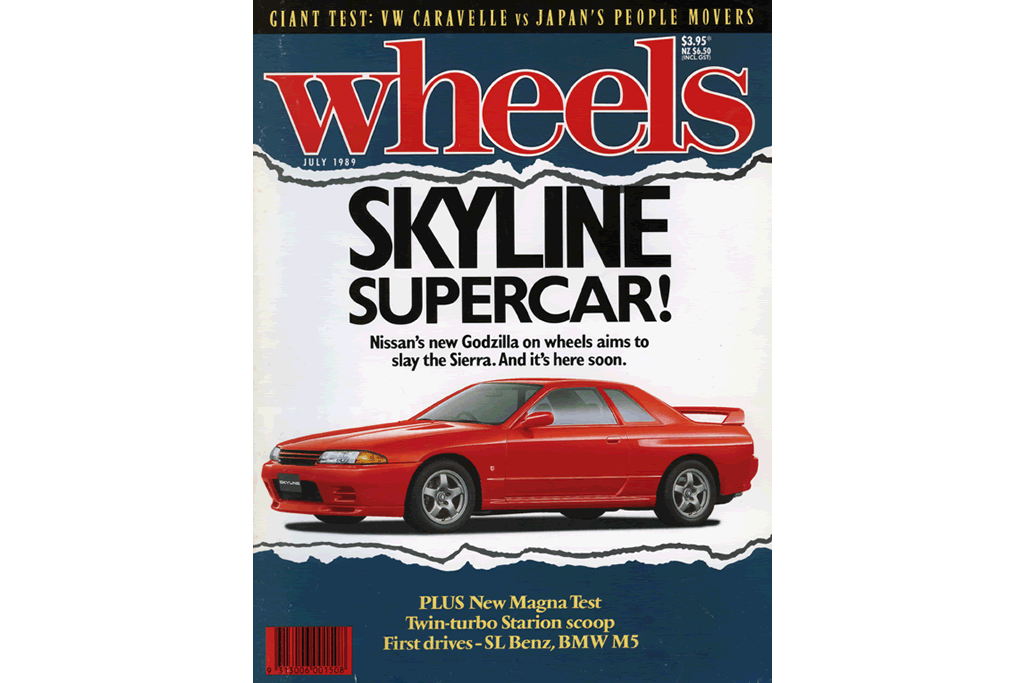 GIANT TEST: VW CARAVELLE vs JAPAN'S PEOPLE MOVERS
wheels
$3.95*
NZ $6.50
(INCL.GST)
JULY 1989
SKYLINE
SUPERCAR!
Nissan's new Godzilla on wheels aims to
slay the Sierra. And it's here soon.
SKYLINE
PLUS New Magna Test
Twin-turbo Starion scoop
First drives - SL Benz, BMW M5